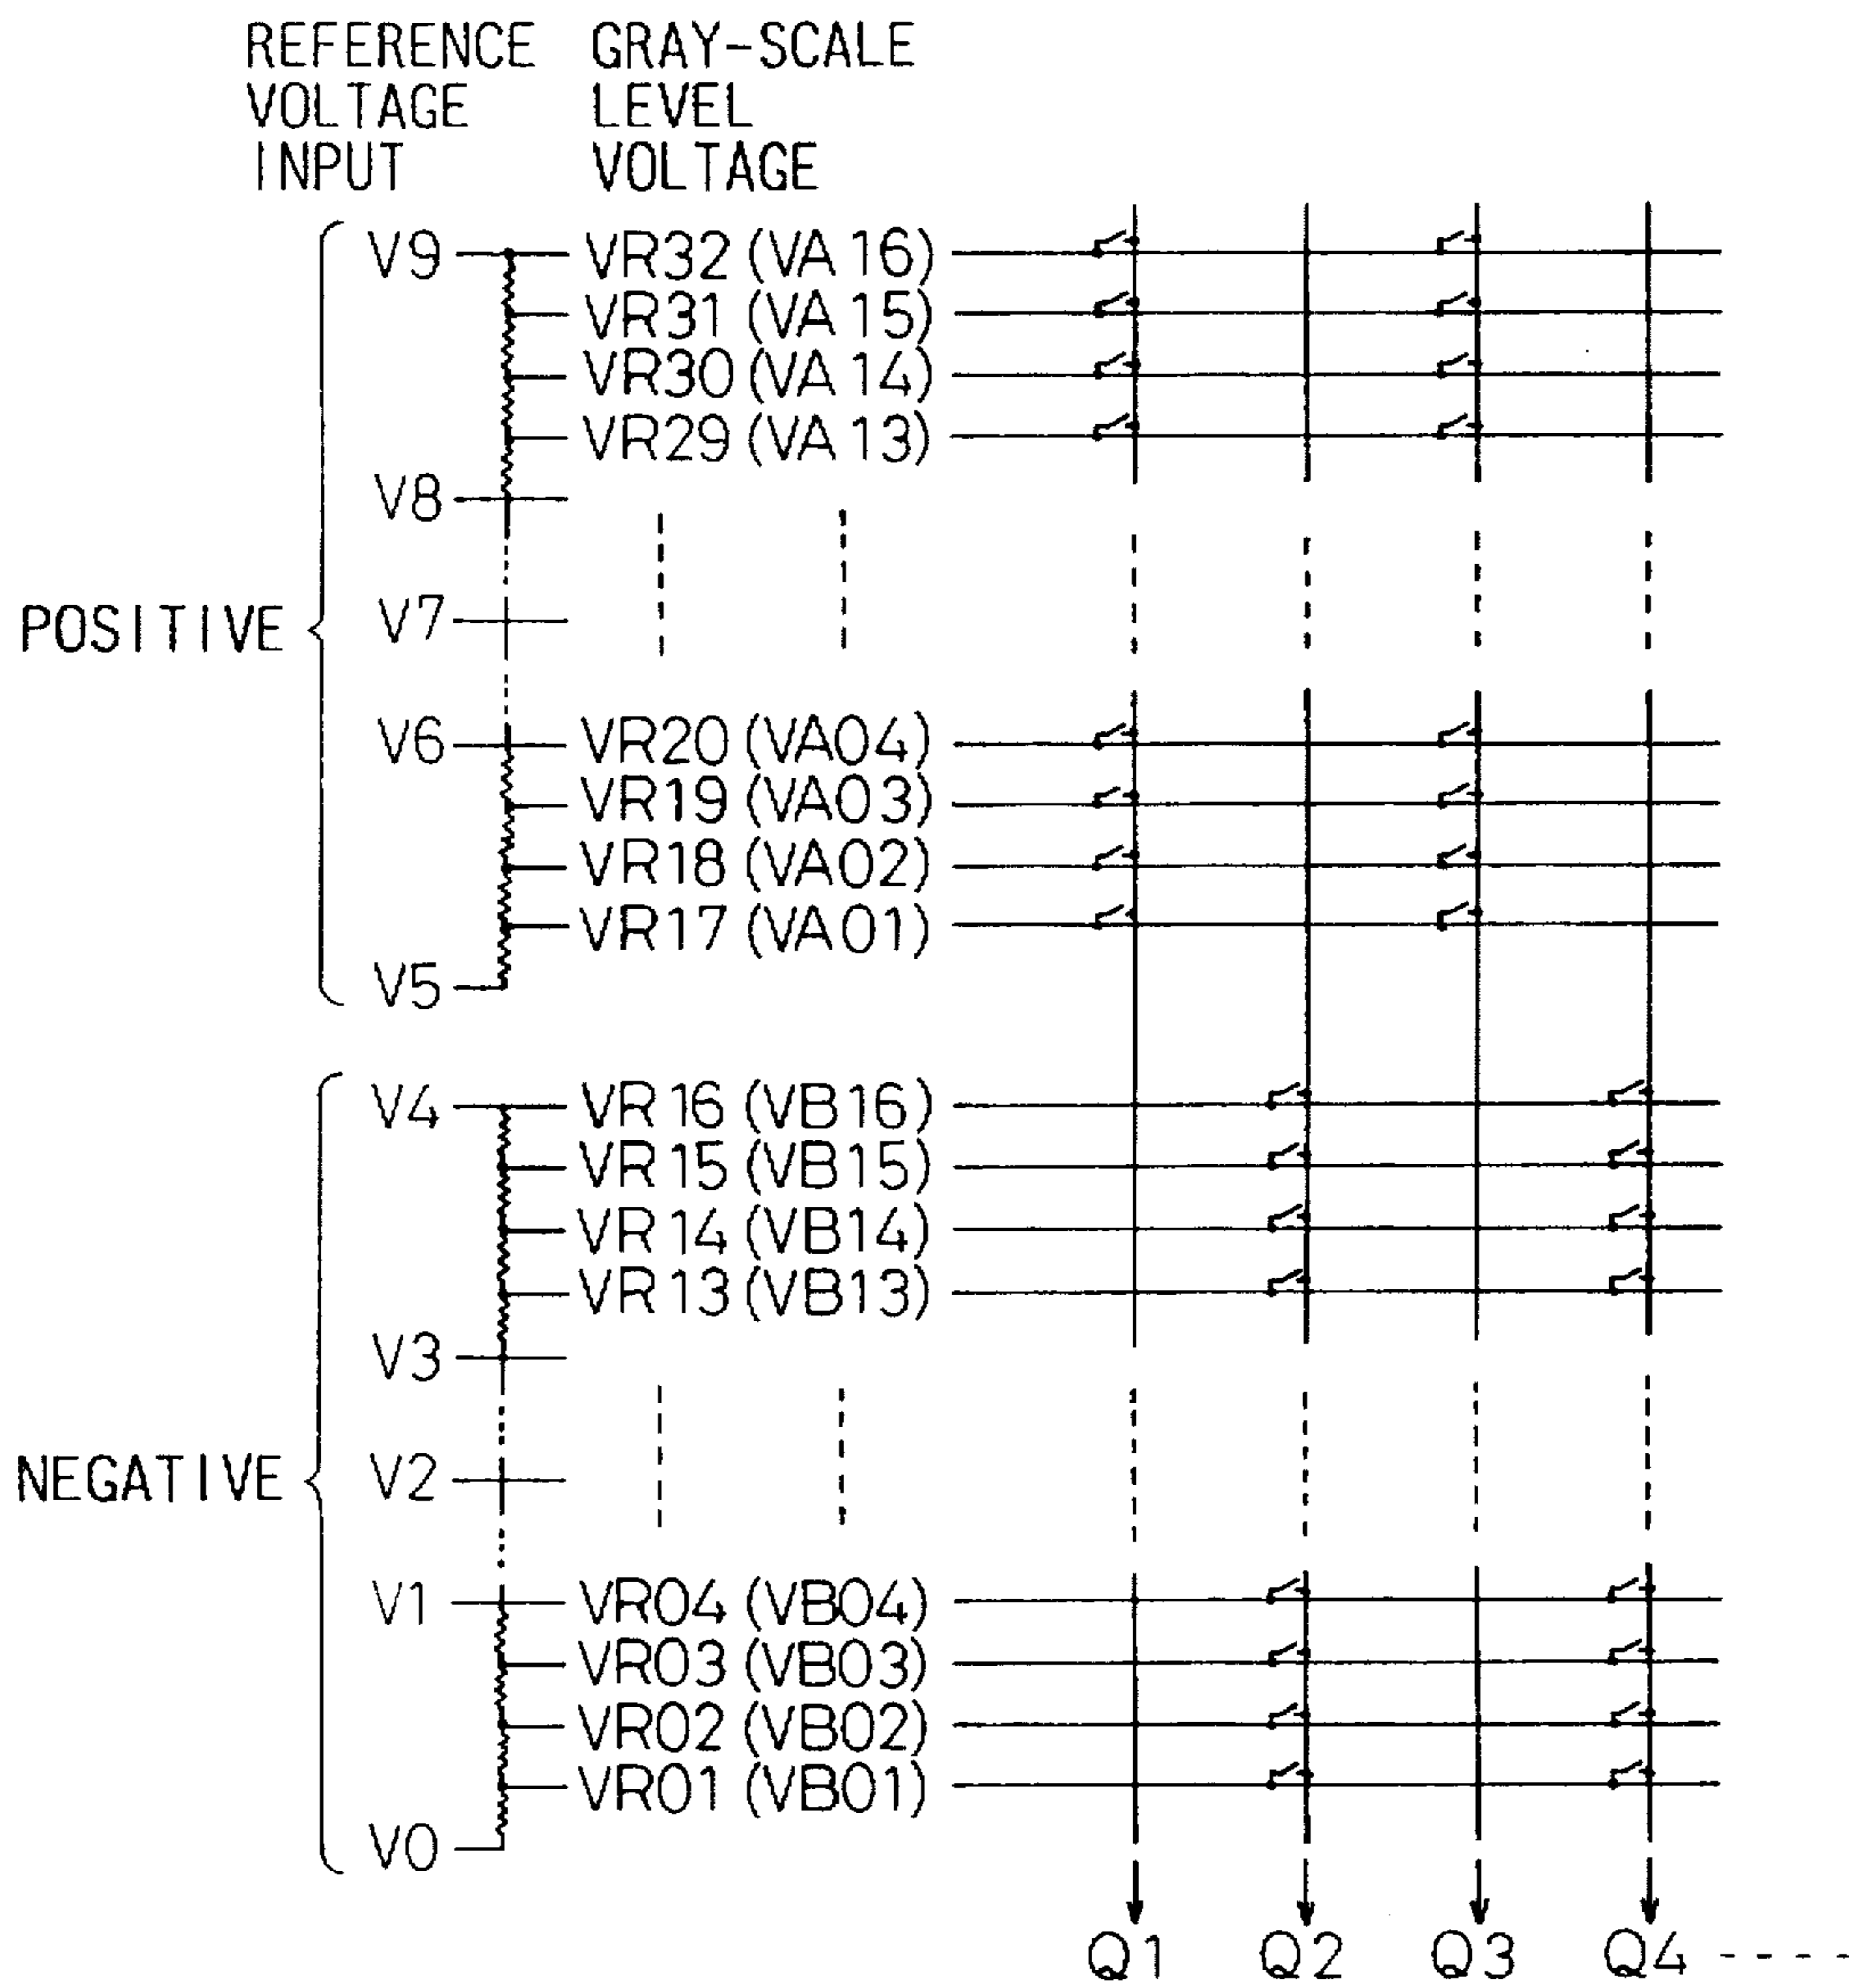 REFERENCE GRAY-SCALE
VOLTAGE LEVEL
INPUT VOLTAGE
V9 VR32 (VA16)
VR31 (VA15)
VR30 (VA14)
VR29 (VA13)
V8
POSITIVE V7
V6 VR20 (VA04)
VR19 (VA03)
VR18 (VA02)
VR17 (VA01)
V5
V4 VR16 (VB16)
VR15 (VB15)
VR14 (VB14)
VR13 (VB13)
V3
NEGATIVE V2
V1 VR04 (VB04)
VR03 (VB03)
VR02 (VB02)
VR01 (VB01)
V0
Q1 Q2 Q3 Q4